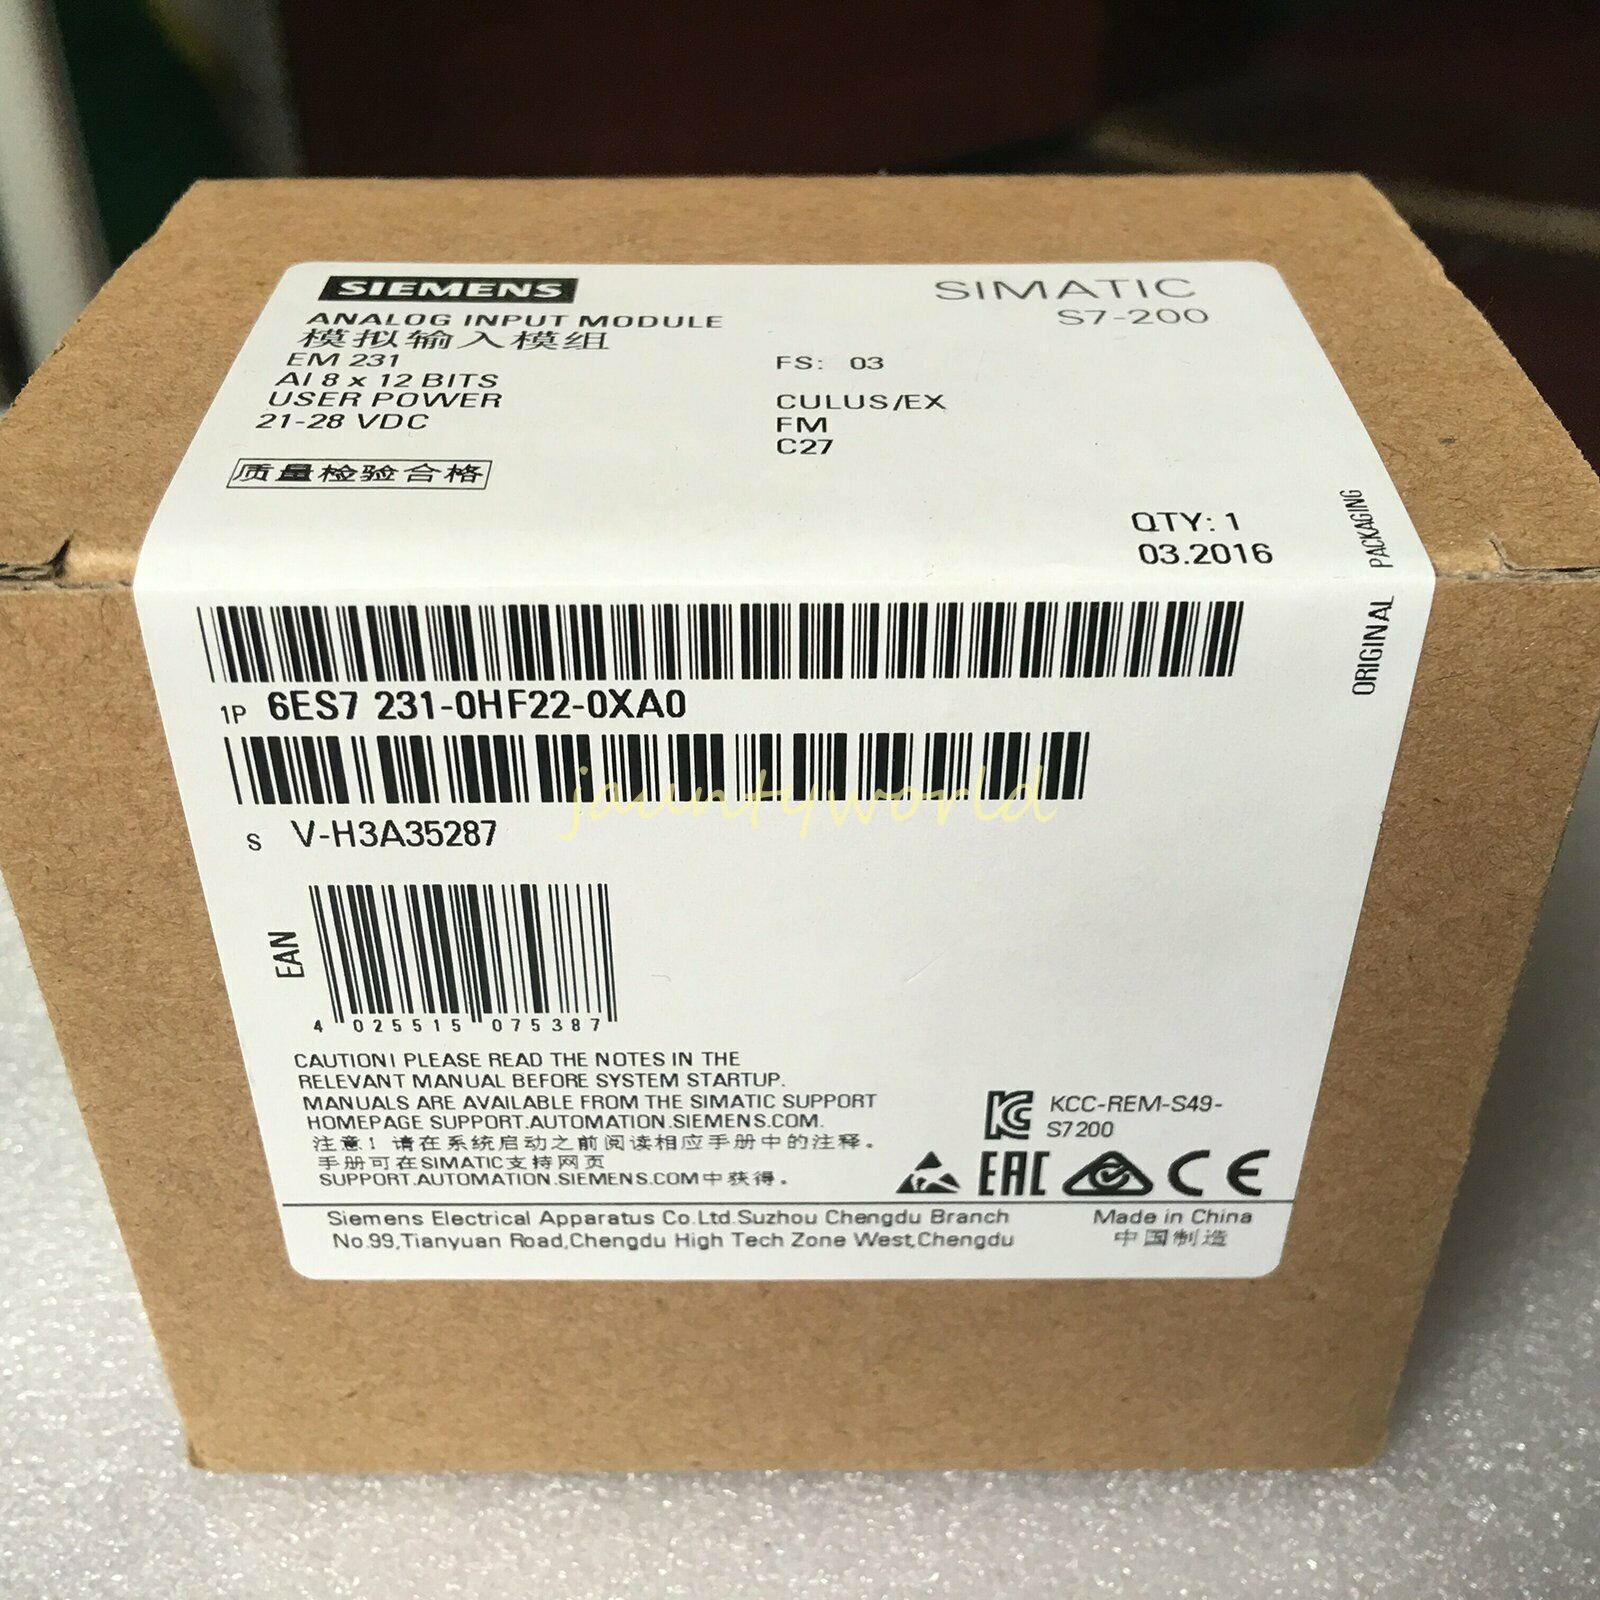 SIEMENS
SIMATIC
S7-200
ANALOG INPUT MODULE
模拟输入模组
EM 231
AI 8 x 12 BITS
USER POWER
21-28 VDC
FS: 03
CULUS/EX
FM
C27
质量检验合格
QTY: 1
03.2016
ORIGINAL PACKAGING
1P 6ES7 231-0HF22-0XA0
jauntyworld
S V-H3A35287
EAN
4 025515 075387
CAUTION! PLEASE READ THE NOTES IN THE
RELEVANT MANUAL BEFORE SYSTEM STARTUP.
MANUALS ARE AVAILABLE FROM THE SIMATIC SUPPORT
HOMEPAGE SUPPORT.AUTOMATION.SIEMENS.COM.
注意！请在系统启动之前阅读相应手册中的注释。
手册可在SIMATIC支持网页
SUPPORT.AUTOMATION.SIEMENS.COM中获得。
KC KCC-REM-S49-
S7200
EAC CE
Siemens Electrical Apparatus Co.Ltd.Suzhou Chengdu Branch
No.99,Tianyuan Road,Chengdu High Tech Zone West,Chengdu
Made in China
中国制造